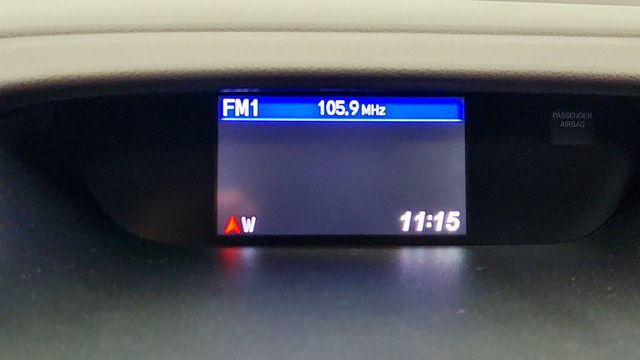 FM1 105.9 MHz
PASSENGER
AIRBAG
W 11:15